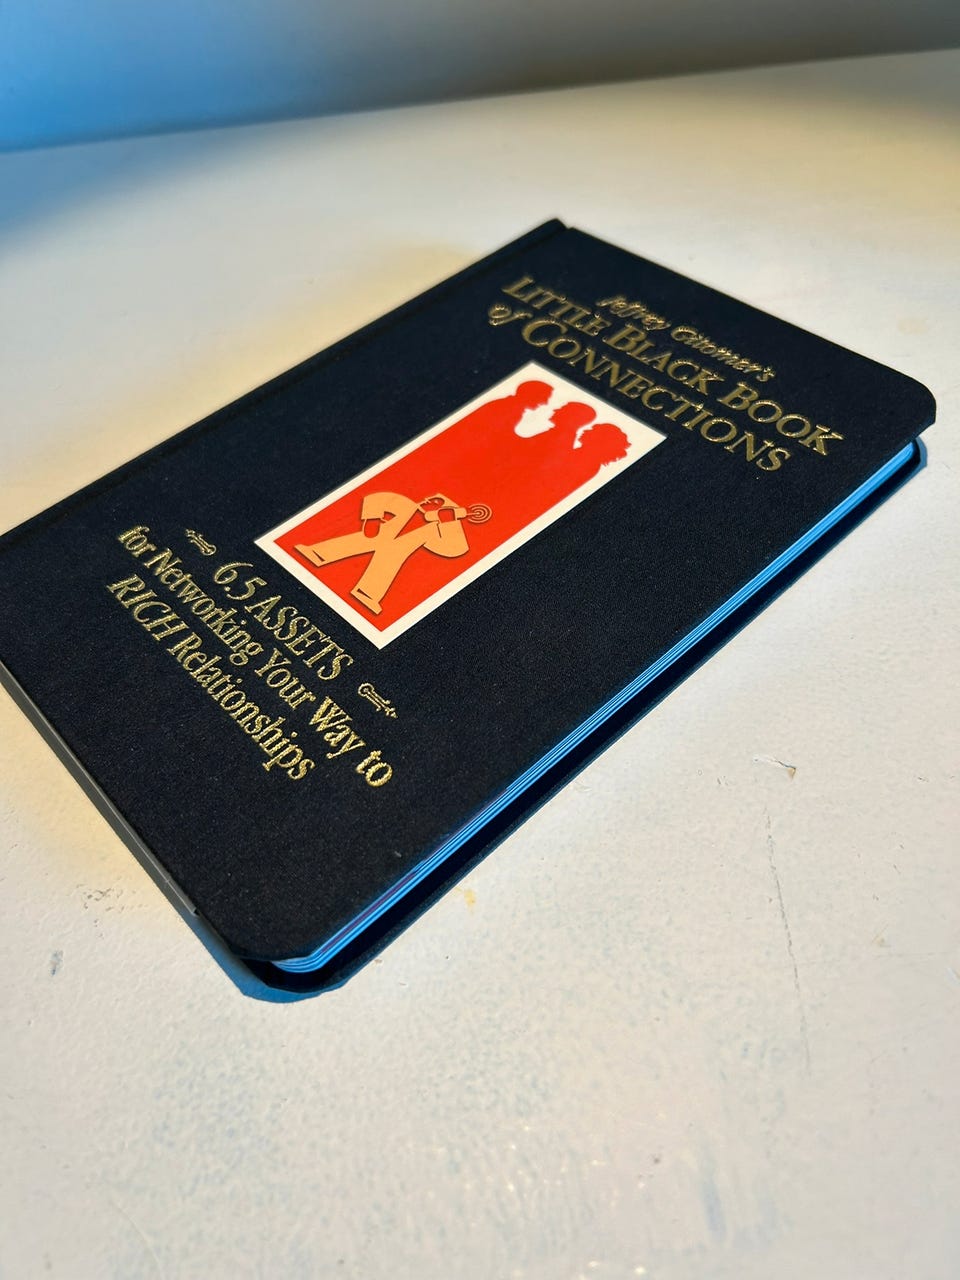 Jeffrey Gitomer's
LITTLE BLACK BOOK
of CONNECTIONS
6.5 ASSETS
for Networking Your Way to
RICH Relationships